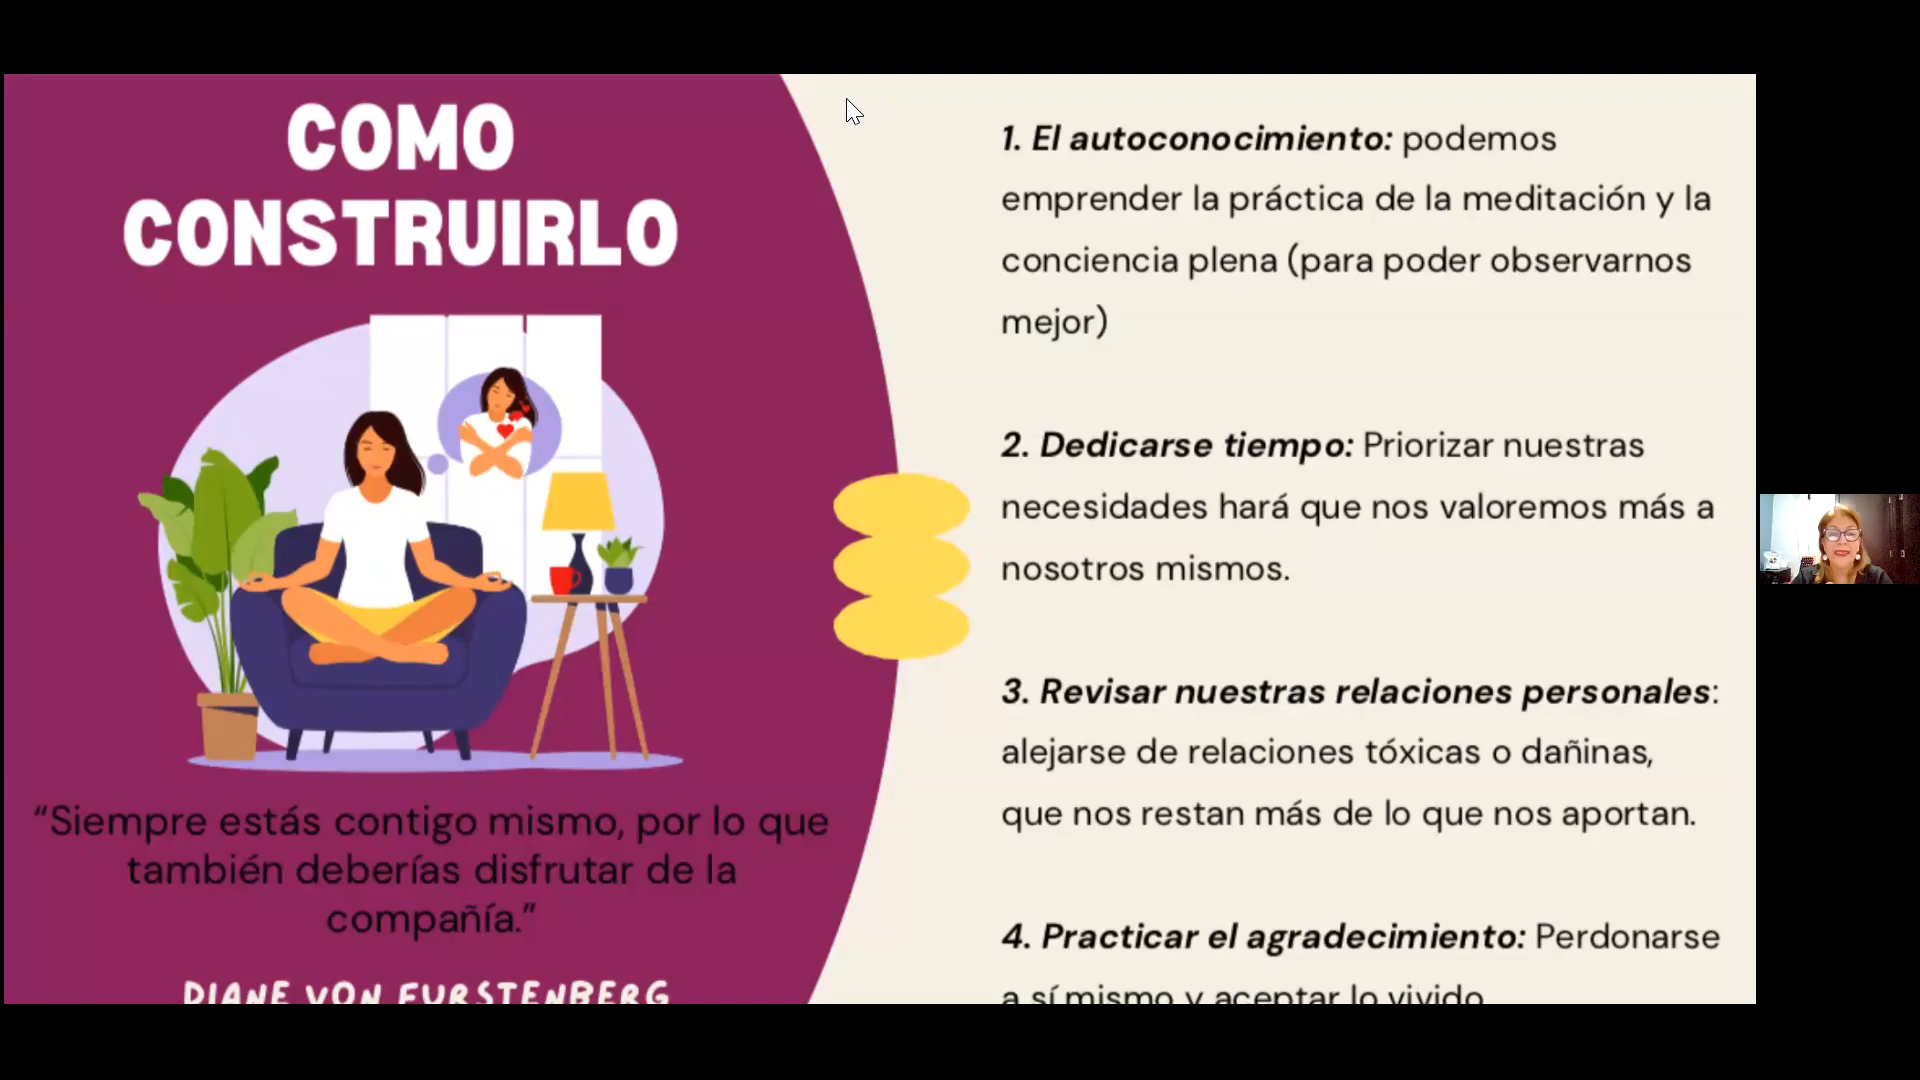 COMO
CONSTRUIRLO
“Siempre estás contigo mismo, por lo que
también deberías disfrutar de la
compañía.”
DIANE VON FURSTENBERG
1. El autoconocimiento: podemos
emprender la práctica de la meditación y la
conciencia plena (para poder observarnos
mejor)
2. Dedicarse tiempo: Priorizar nuestras
necesidades hará que nos valoremos más a
nosotros mismos.
3. Revisar nuestras relaciones personales:
alejarse de relaciones tóxicas o dañinas,
que nos restan más de lo que nos aportan.
4. Practicar el agradecimiento: Perdonarse
a sí mismo y aceptar lo vivido